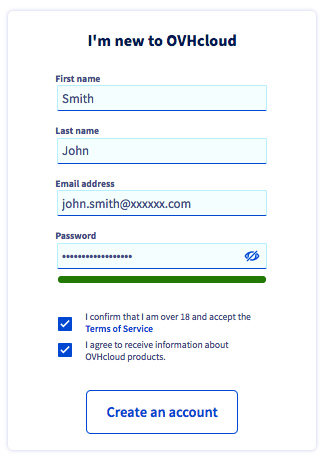 I'm new to OVHcloud
First name
Smith
Last name
John
Email address
john.smith@xxxxxx.com
Password
••••••••••••••••••
I confirm that I am over 18 and accept the
Terms of Service
I agree to receive information about
OVHcloud products.
Create an account